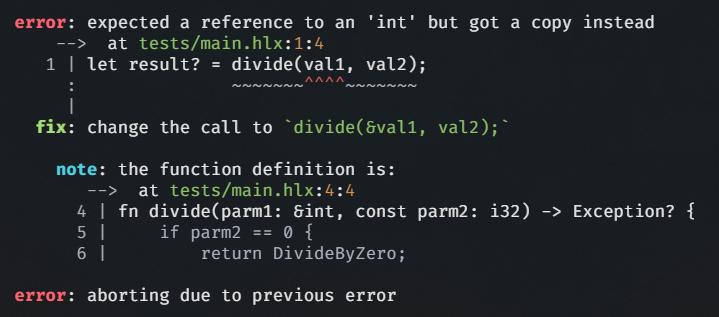 error: expected a reference to an 'int' but got a copy instead
    --> at tests/main.hlx:1:4
   1 | let result? = divide(val1, val2);
     :               ~~~~~~~^^^^~~~~~~~
     |
  fix: change the call to `divide(&val1, val2);`

    note: the function definition is:
       --> at tests/main.hlx:4:4
      4 | fn divide(parm1: &int, const parm2: i32) -> Exception? {
      5 |     if parm2 == 0 {
      6 |         return DivideByZero;

error: aborting due to previous error